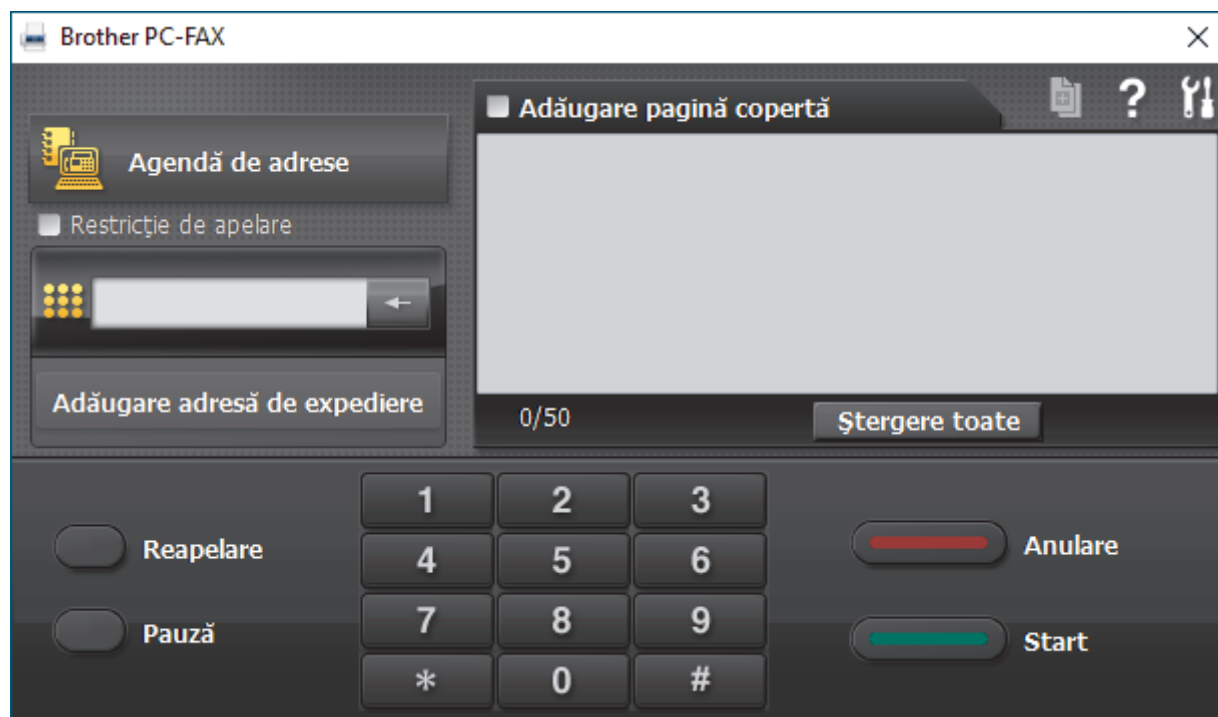 Brother PC-FAX
Adăugare pagină copertă
?
Agendă de adrese
Restricţie de apelare
Adăugare adresă de expediere
0/50
Ştergere toate
1 2 3
Reapelare
4 5 6
Anulare
7 8 9
Pauză
Start
* 0 #